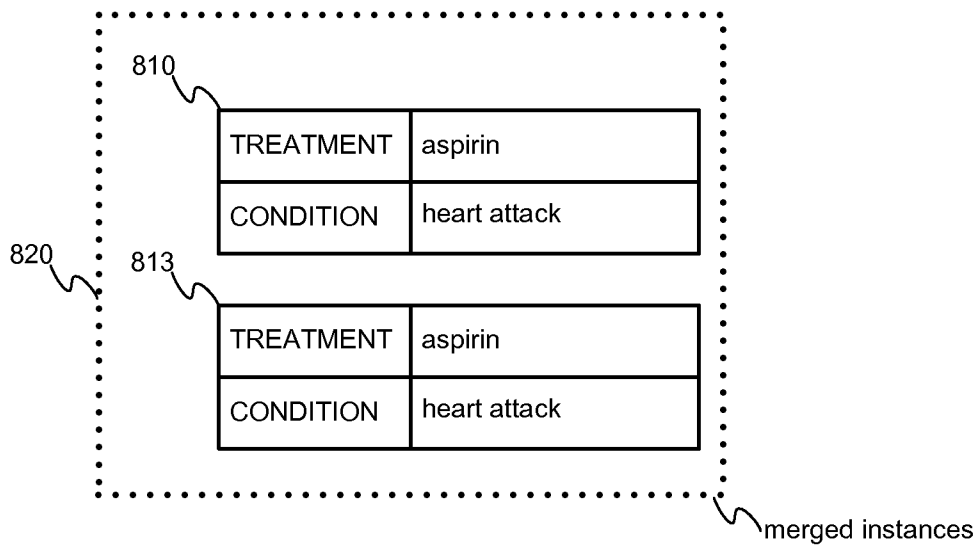 810
TREATMENT aspirin
CONDITION heart attack
820
813
TREATMENT aspirin
CONDITION heart attack
merged instances